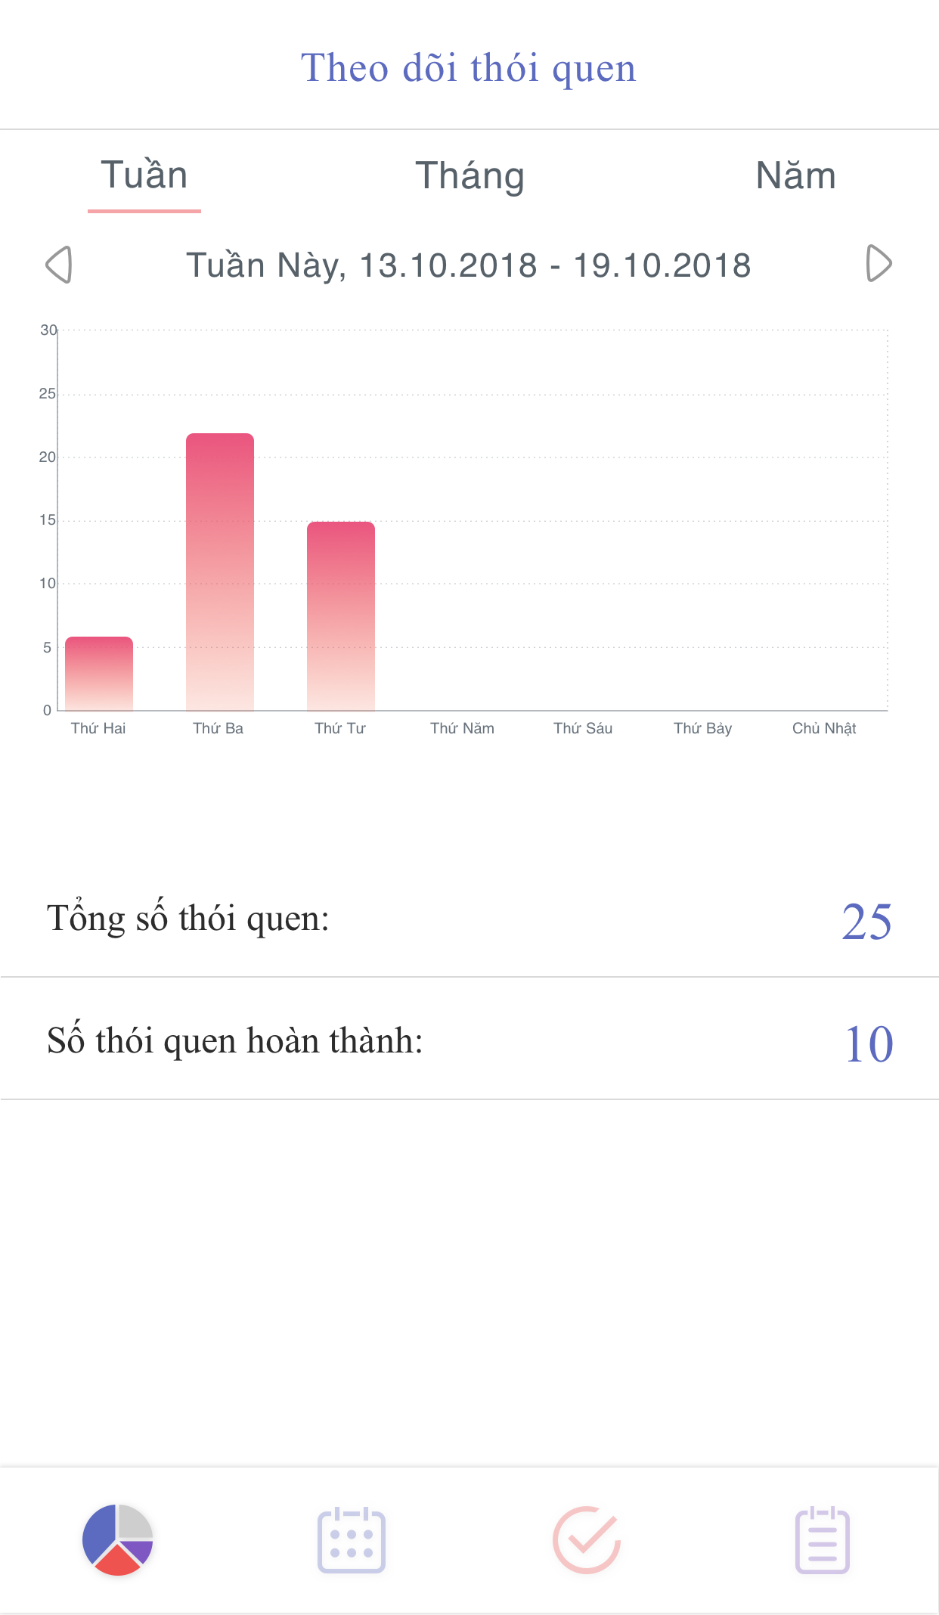 Theo dõi thói quen
Tuần Tháng Năm
Tuần Này, 13.10.2018 - 19.10.2018
30
25
20
15
10
5
0
Thứ Hai Thứ Ba Thứ Tư Thứ Năm Thứ Sáu Thứ Bảy Chủ Nhật
Tổng số thói quen: 25
Số thói quen hoàn thành: 10